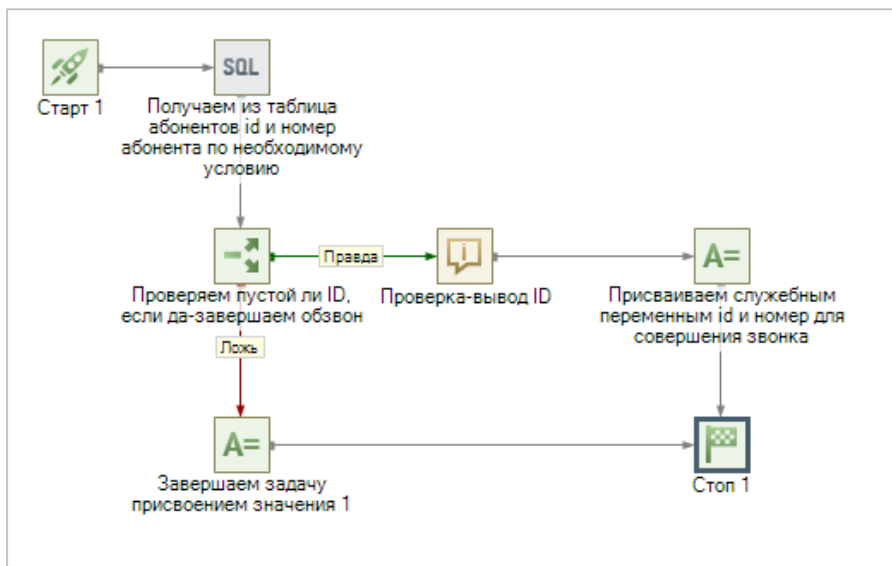 SQL
Старт 1
Получаем из таблица
абонентов id и номер
абонента по необходимому
условию
Правда
i
A=
Проверяем пустой ли ID,
если да-завершаем обзвон
Проверка-вывод ID
Присваиваем служебным
переменным id и номер для
совершения звонка
Ложь
A=
Завершаем задачу
присвоением значения 1
Стоп 1